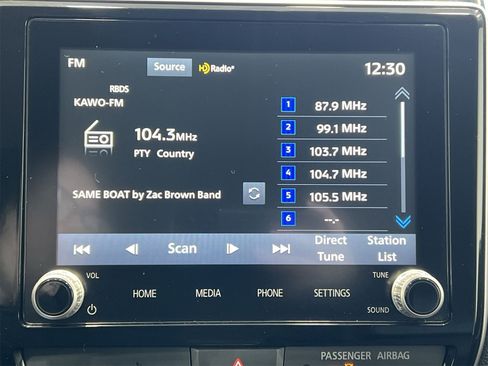 FM Source HD Radio 12:30
RBDS
KAWO-FM
104.3MHz
PTY Country
SAME BOAT by Zac Brown Band
1 87.9 MHz
2 99.1 MHz
3 103.7 MHz
4 104.7 MHz
5 105.5 MHz
6 --.-
Scan Direct Tune Station List
VOL TUNE
HOME MEDIA PHONE SETTINGS SOUND
PASSENGER AIRBAG